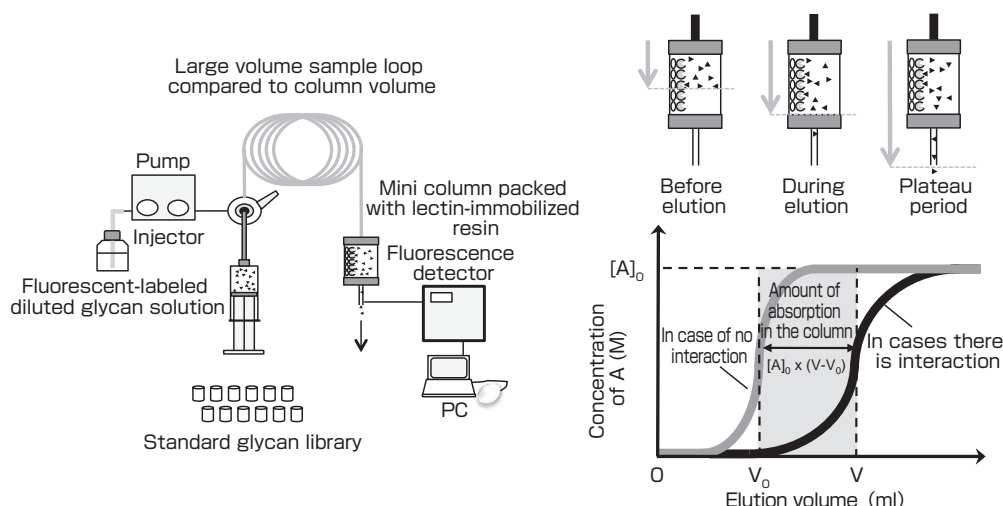 Large volume sample loop
compared to column volume
Pump
Injector
Fluorescent-labeled
diluted glycan solution
Mini column packed
with lectin-immobilized
resin
Fluorescence
detector
PC
Standard glycan library
Before
elution
During
elution
Plateau
period
[A]₀
Concentration
of A (M)
In case of no
interaction
Amount of
absorption
in the column
[A]₀ x (V-V₀)
In cases there
is interaction
O
V₀
V
Elution volume (ml)